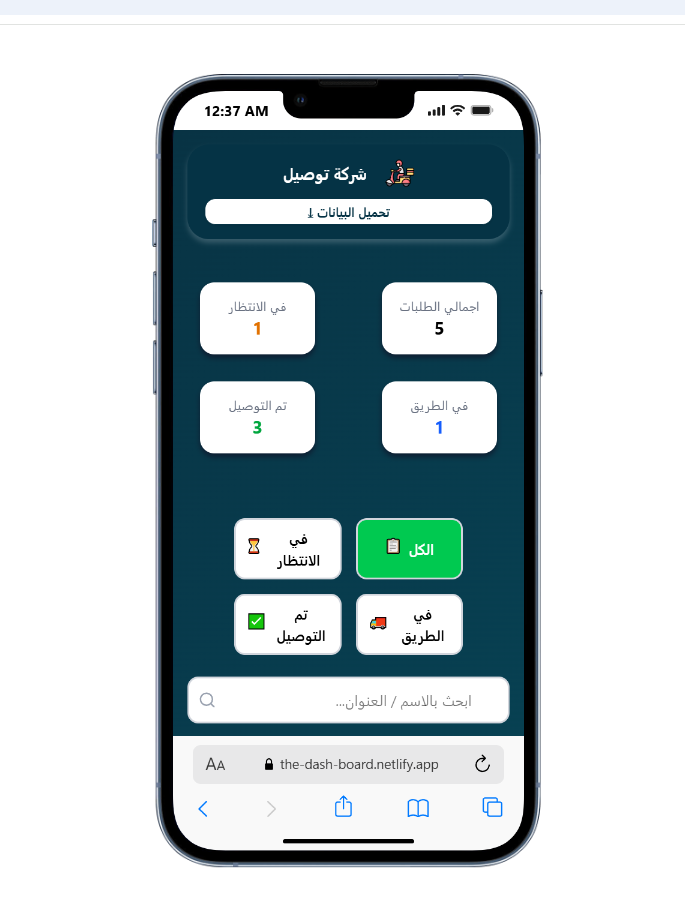 12:37 AM
شركة توصيل
تحميل البيانات ⤓
اجمالي الطلبات
5
في الانتظار
1
في الطريق
1
تم التوصيل
3
الكل
في
الانتظار
في
الطريق
تم
التوصيل
ابحث بالاسم / العنوان...
AA
the-dash-board.netlify.app